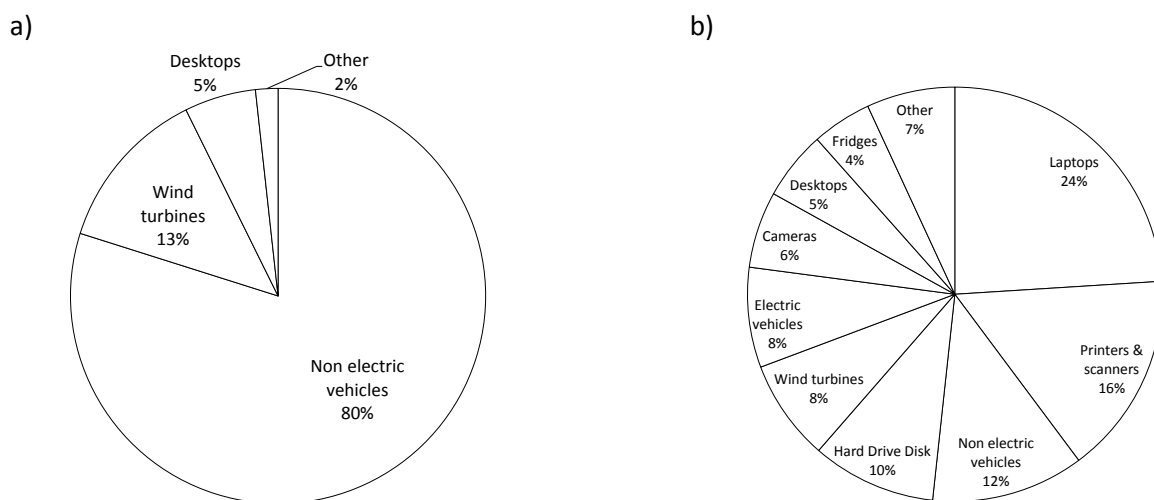 a)
Desktops
5%
Other
2%
Wind
turbines
13%
Non electric
vehicles
80%
b)
Other
7%
Laptops
24%
Fridges
4%
Desktops
5%
Cameras
6%
Electric
vehicles
8%
Wind turbines
8%
Hard Drive Disk
10%
Non electric
vehicles
12%
Printers &
scanners
16%